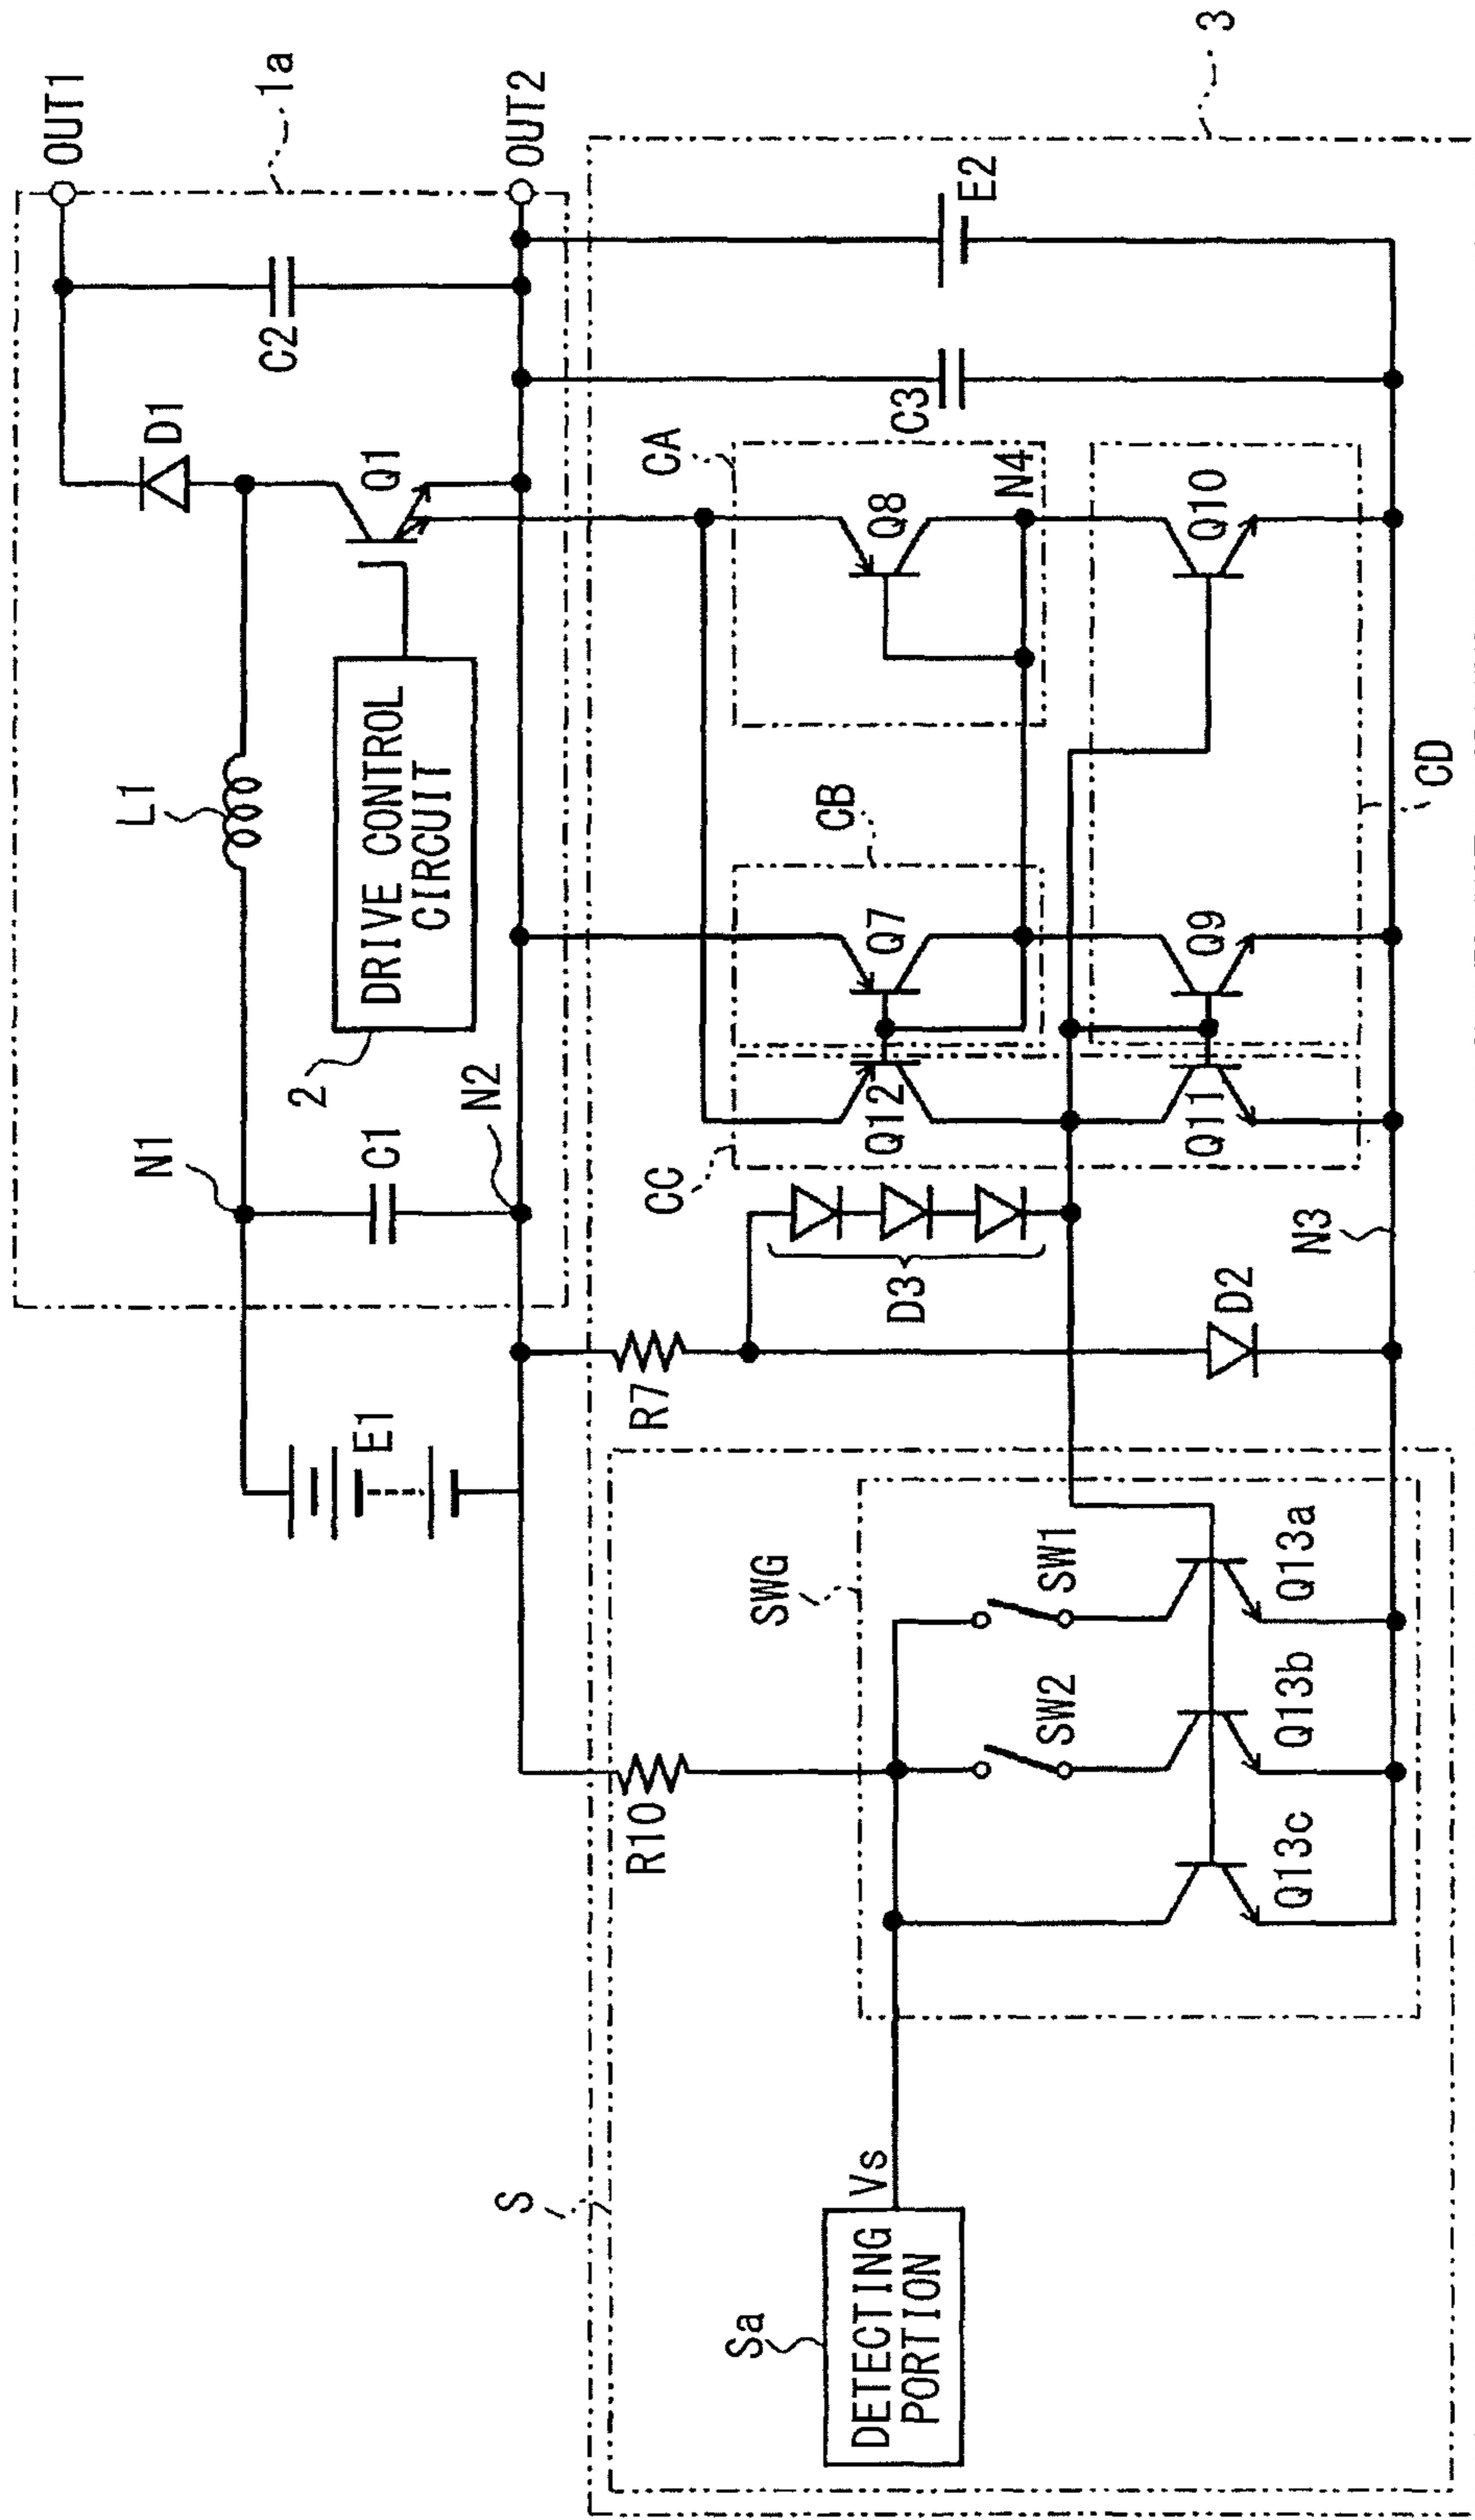 OUT1
1a
OUT2
C2
D1
Q1
L1
DRIVE CONTROL
CIRCUIT
2
N1
C1
N2
E1
3
E2
C3
CA
N4
Q8
Q10
CB
CD
Q7
Q9
Q12
Q11
CC
D3
N3
R7
D2
SWG
SW1
Q13a
SW2
Q13b
R10
Q13c
S
Vs
Sa
DETECTING
PORTION